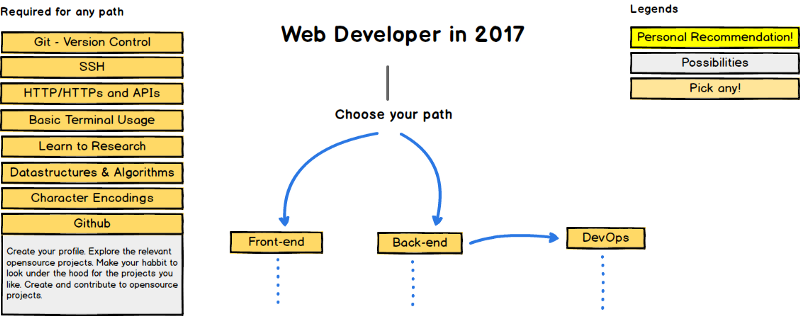 Required for any path
Git - Version Control
SSH
HTTP/HTTPs and APIs
Basic Terminal Usage
Learn to Research
Datastructures & Algorithms
Character Encodings
Github
Create your profile. Explore the relevant
opensource projects. Make your habbit to
look under the hood for the projects you
like. Create and contribute to opensource
projects.
Web Developer in 2017
Choose your path
Front-end
Back-end
DevOps
Legends
Personal Recommendation!
Possibilities
Pick any!